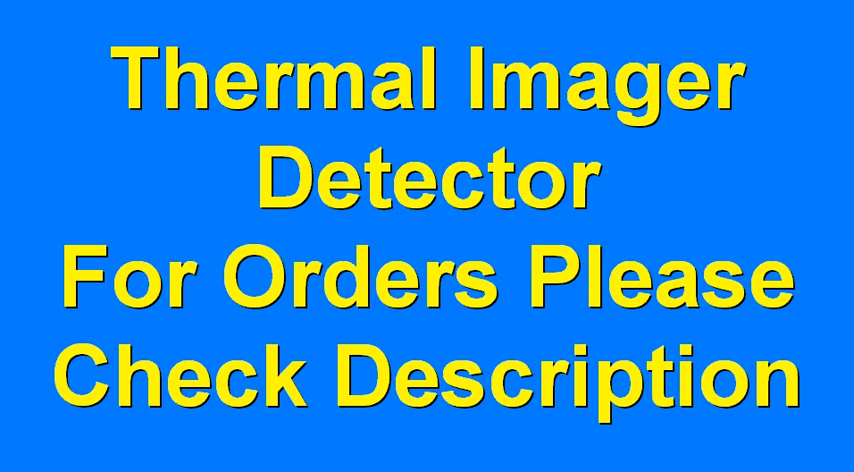 Thermal Imager
Detector
For Orders Please
Check Description